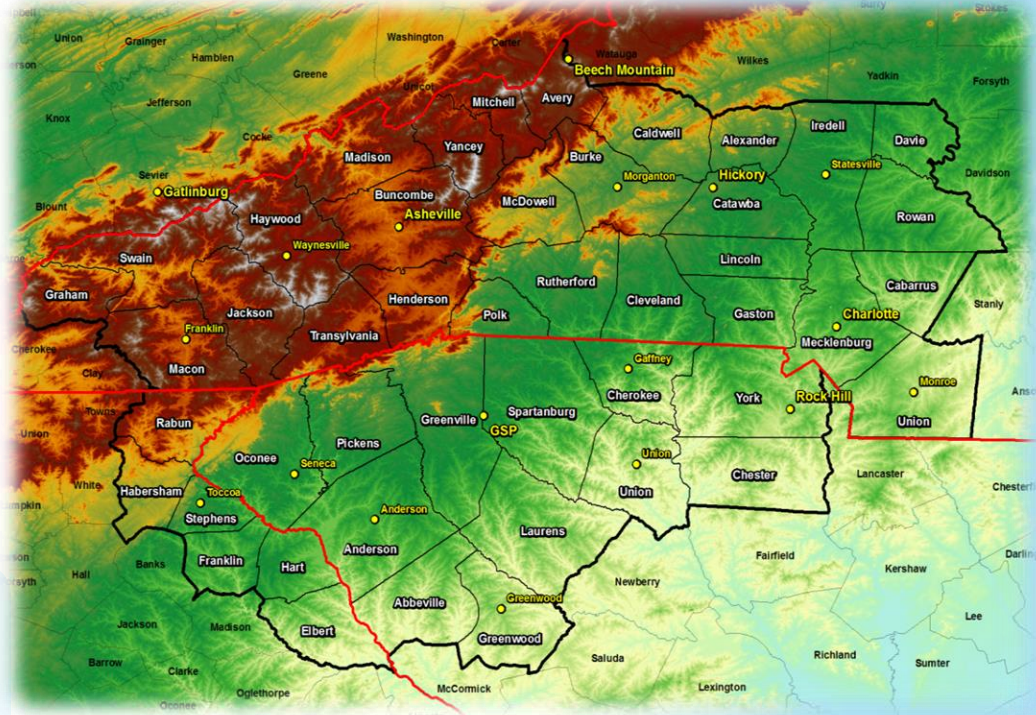 Stokes
Union
Grainger
Washington
Carter
Watauga
Hamblen
Greene
Beech Mountain
Wilkes
Yadkin
Forsyth
Unicoi
Jefferson
Mitchell
Avery
Knox
Cocke
Caldwell
Alexander
Iredell
Davie
Madison
Yancey
Burke
Sevier
Gatlinburg
Morganton
Hickory
Statesville
Davidson
Blount
Buncombe
McDowell
Catawba
Haywood
Asheville
Rowan
Waynesville
Swain
Lincoln
Graham
Henderson
Rutherford
Cleveland
Cabarrus
Stanly
Jackson
Polk
Gaston
Charlotte
Franklin
Transylvania
Mecklenburg
Cherokee
Macon
Gaffney
Clay
Monroe
Towns
Cherokee
York
Rock Hill
Rabun
Greenville
Spartanburg
Union
Union
GSP
Pickens
Oconee
Seneca
Union
Chester
Lancaster
White
Habersham
Toccoa
Union
Stephens
Anderson
Laurens
Franklin
Anderson
Fairfield
Banks
Hart
Kershaw
Hall
Newberry
Abbeville
Greenwood
Jackson
Madison
Elbert
Greenwood
Lee
Barrow
Saluda
Richland
Sumter
Clarke
McCormick
Lexington
Oglethorpe
Oconee